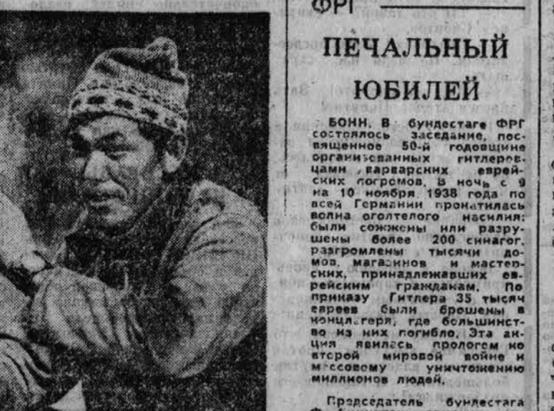 ФРГ
ПЕЧАЛЬНЫЙ
ЮБИЛЕЙ
БОНН. В бундестаге ФРГ
состоялось заседание, пос-
вященное 50-й годовщине
организованных гитлеров-
цами варварских еврей-
ских погромов. В ночь с 9
на 10 ноября 1938 года по
всей Германии прокатилась
волна оголтелого насилия:
были сожжены или разру-
шены более 200 синагог,
разгромлены тысячи до-
мов, магазинов и мастер-
ских, принадлежавших ев-
рейским гражданам. По
приказу Гитлера 35 тысяч
евреев были брошены в
концлагеря, где большинст-
во из них погибло. Эта ак-
ция явилась прологом ко
второй мировой войне и
массовому уничтожению
миллионов людей.
Председатель бундестага